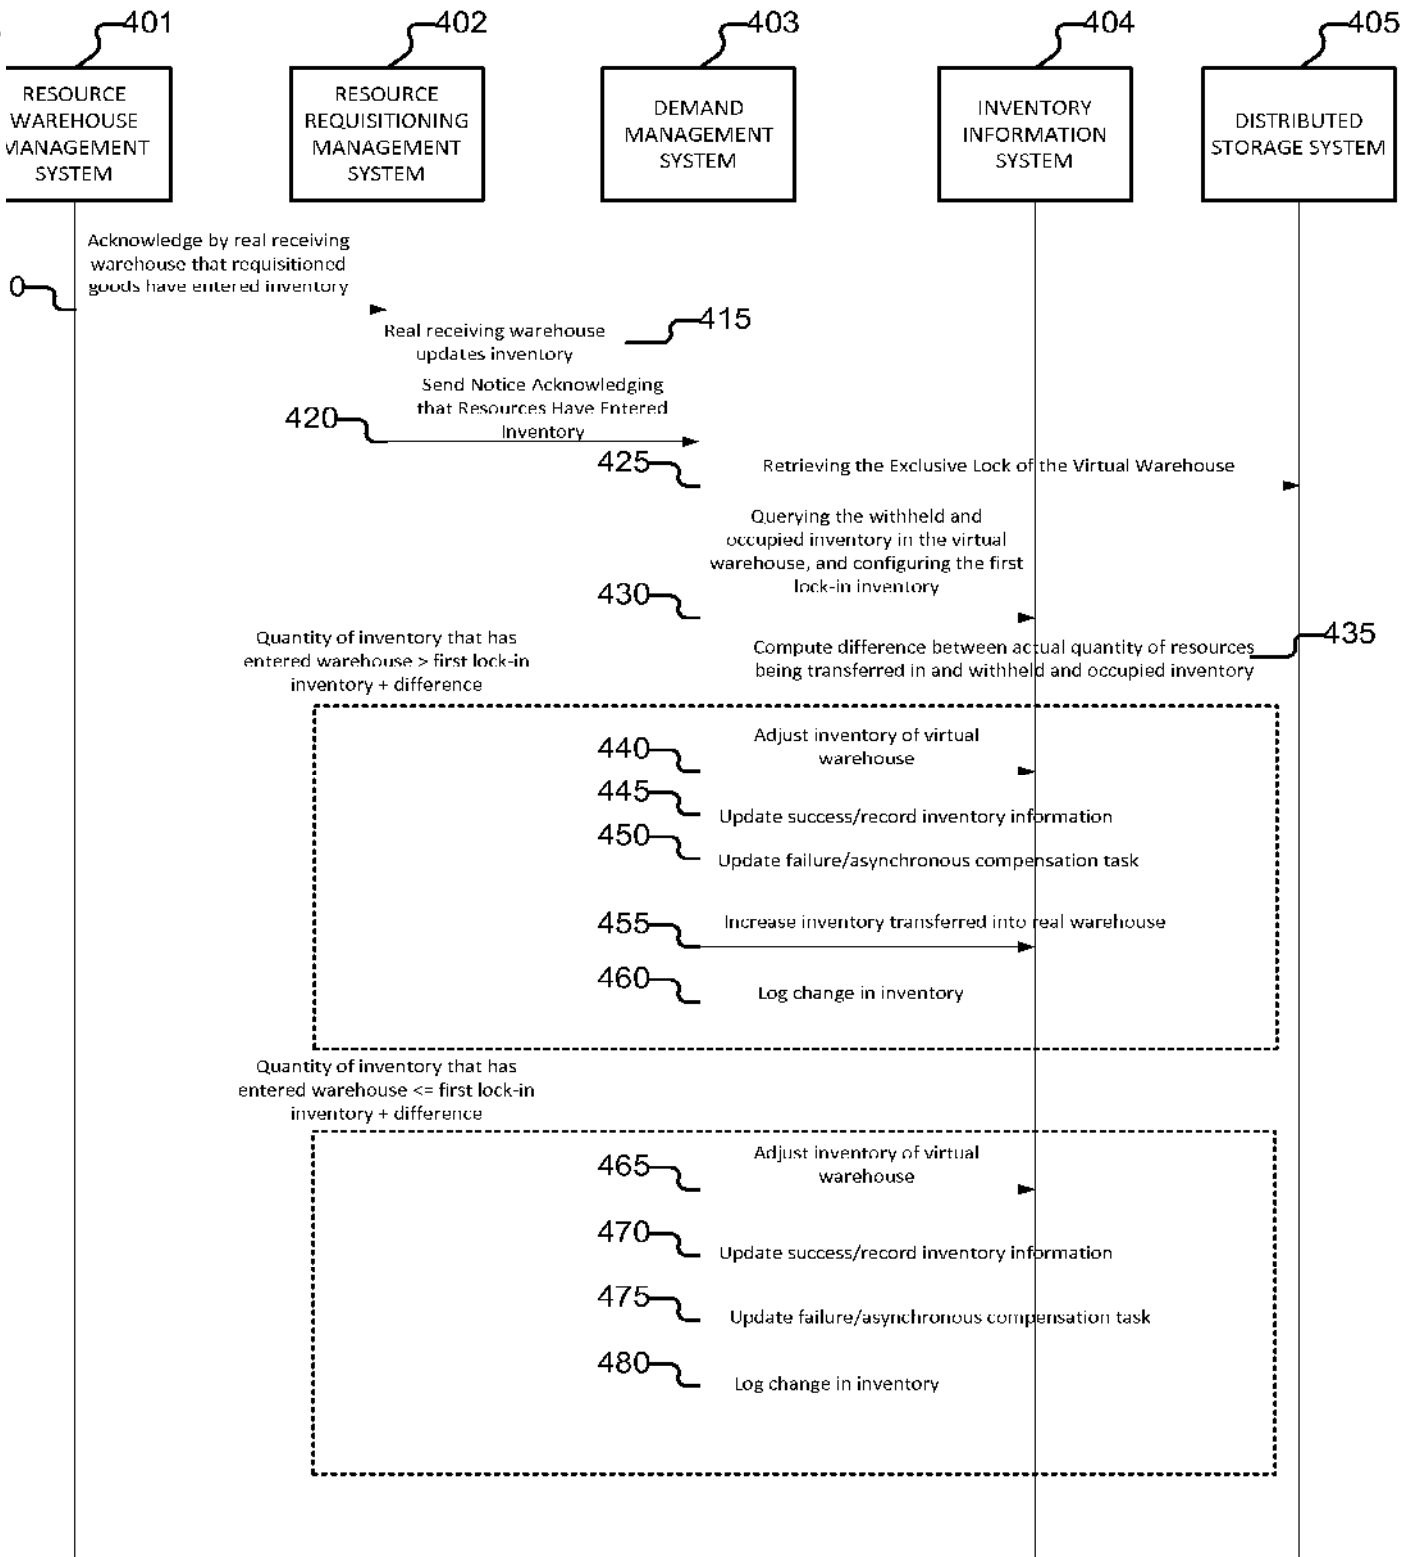 401
402
403
404
405
RESOURCE
WAREHOUSE
MANAGEMENT
SYSTEM
RESOURCE
REQUISITIONING
MANAGEMENT
SYSTEM
DEMAND
MANAGEMENT
SYSTEM
INVENTORY
INFORMATION
SYSTEM
DISTRIBUTED
STORAGE SYSTEM
Acknowledge by real receiving
warehouse that requisitioned
goods have entered inventory
0
415
Real receiving warehouse
updates inventory
Send Notice Acknowledging
that Resources Have Entered
Inventory
420
425
Retrieving the Exclusive Lock of the Virtual Warehouse
Querying the withheld and
occupied inventory in the virtual
warehouse, and configuring the first
lock-in inventory
430
435
Quantity of inventory that has
entered warehouse > first lock-in
inventory + difference
Compute difference between actual quantity of resources
being transferred in and withheld and occupied inventory
440
Adjust inventory of virtual
warehouse
445
Update success/record inventory information
450
Update failure/asynchronous compensation task
455
Increase inventory transferred into real warehouse
460
Log change in inventory
Quantity of inventory that has
entered warehouse <= first lock-in
inventory + difference
465
Adjust inventory of virtual
warehouse
470
Update success/record inventory information
475
Update failure/asynchronous compensation task
480
Log change in inventory